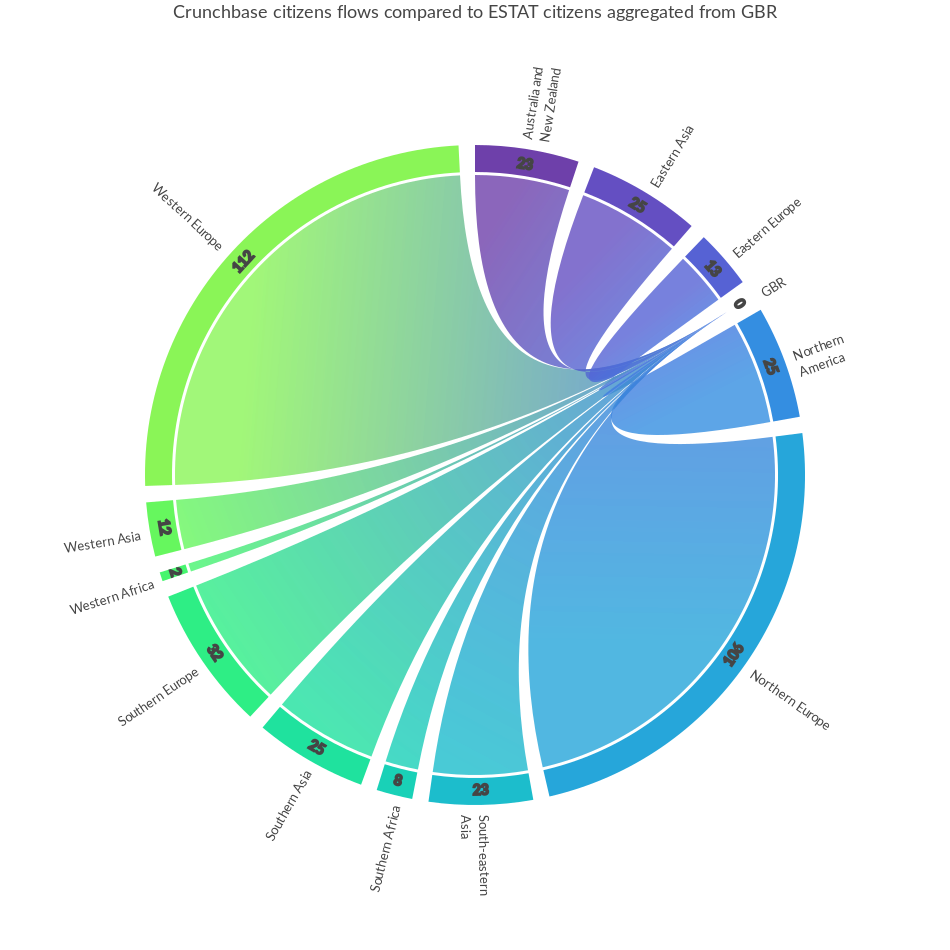 Crunchbase citizens flows compared to ESTAT citizens aggregated from GBR
Australia and
New Zealand
23
Eastern Asia
25
Eastern Europe
13
GBR
0
Northern
America
25
Northern Europe
106
South-eastern
Asia
23
Southern Africa
8
Southern Asia
25
Southern Europe
32
Western Africa
2
Western Asia
12
Western Europe
112